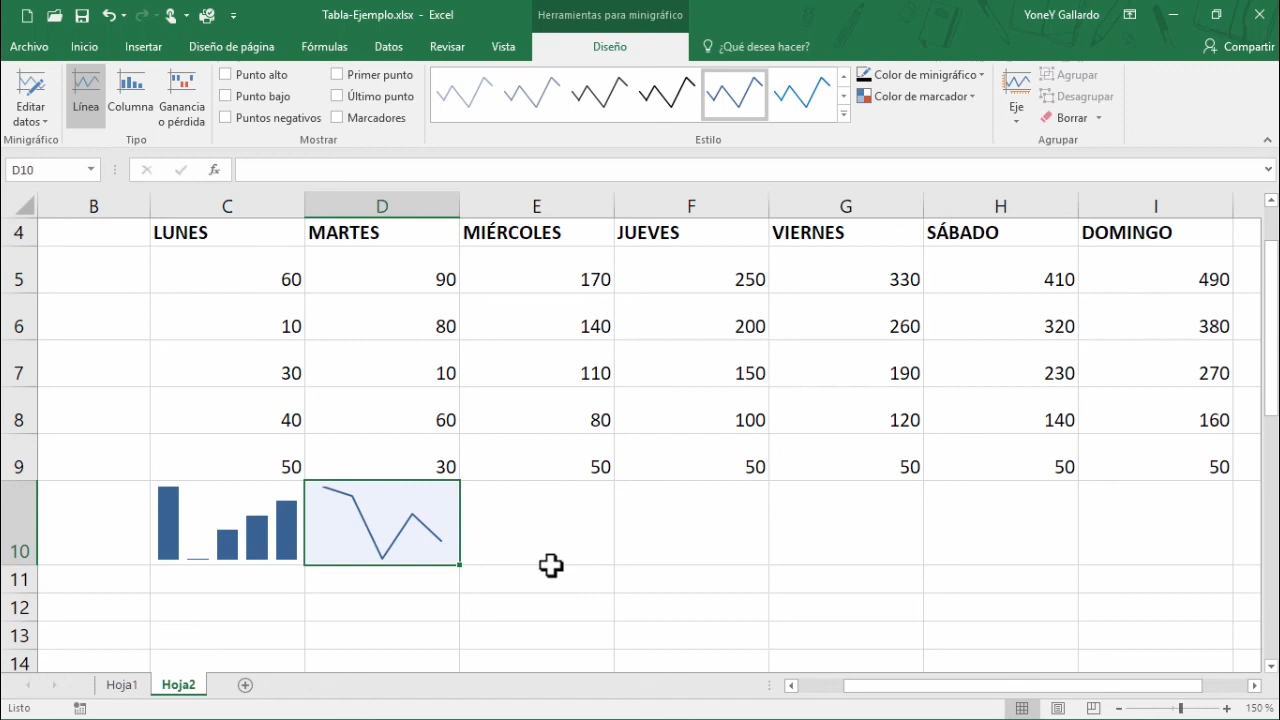 Tabla-Ejemplo.xlsx - Excel
Herramientas para minigráfico
YoneY Gallardo
Archivo Inicio Insertar Diseño de página Fórmulas Datos Revisar Vista Diseño ¿Qué desea hacer? Compartir
Editar datos
Línea
Columna
Ganancia o pérdida
Punto alto
Punto bajo
Puntos negativos
Primer punto
Último punto
Marcadores
Color de minigráfico
Color de marcador
Eje
Agrupar
Desagrupar
Borrar
Minigráfico Tipo Mostrar Estilo Agrupar
D10 fx
B C D E F G H I
4 LUNES MARTES MIÉRCOLES JUEVES VIERNES SÁBADO DOMINGO
5 60 90 170 250 330 410 490
6 10 80 140 200 260 320 380
7 30 10 110 150 190 230 270
8 40 60 80 100 120 140 160
9 50 30 50 50 50 50 50
10
11
12
13
14
Hoja1 Hoja2
Listo 150 %